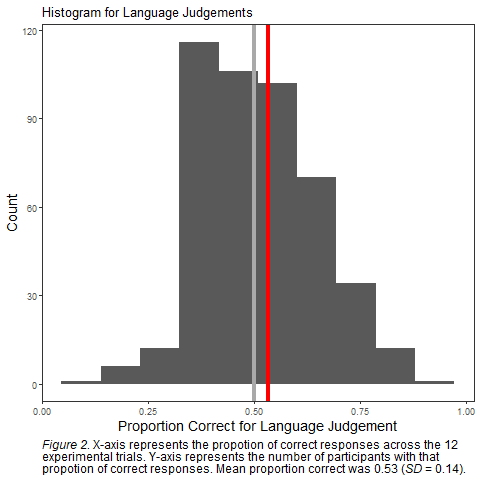 Histogram for Language Judgements
120
90
60
30
0
Count
0.00 0.25 0.50 0.75 1.00
Proportion Correct for Language Judgement
Figure 2. X-axis represents the propotion of correct responses across the 12
experimental trials. Y-axis represents the number of participants with that
propotion of correct responses. Mean proportion correct was 0.53 (SD = 0.14).